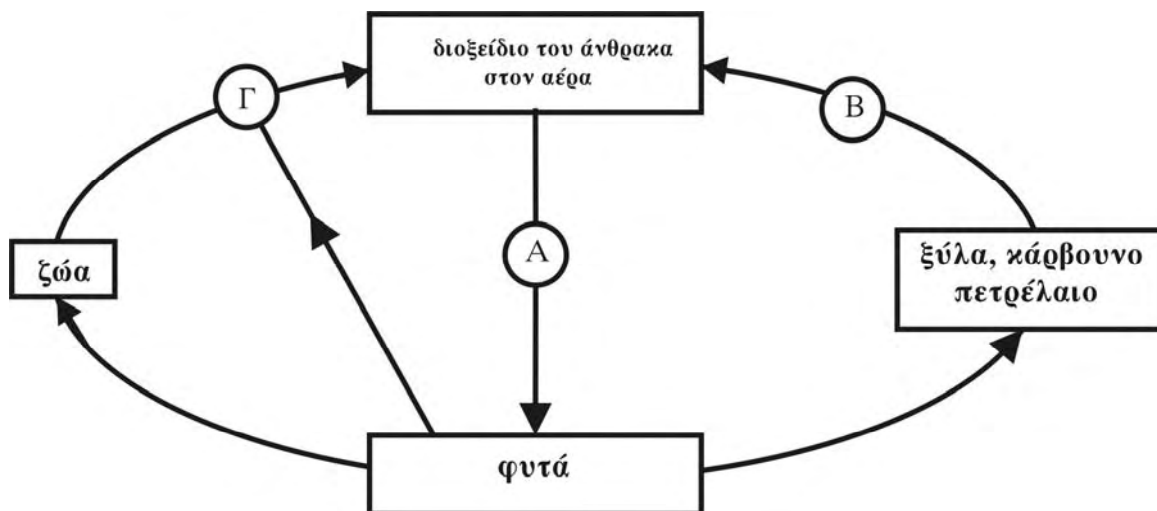 διοξείδιο του άνθρακα
στον αέρα
Γ
Β
Α
ζώα
ξύλα, κάρβουνο
πετρέλαιο
φυτά